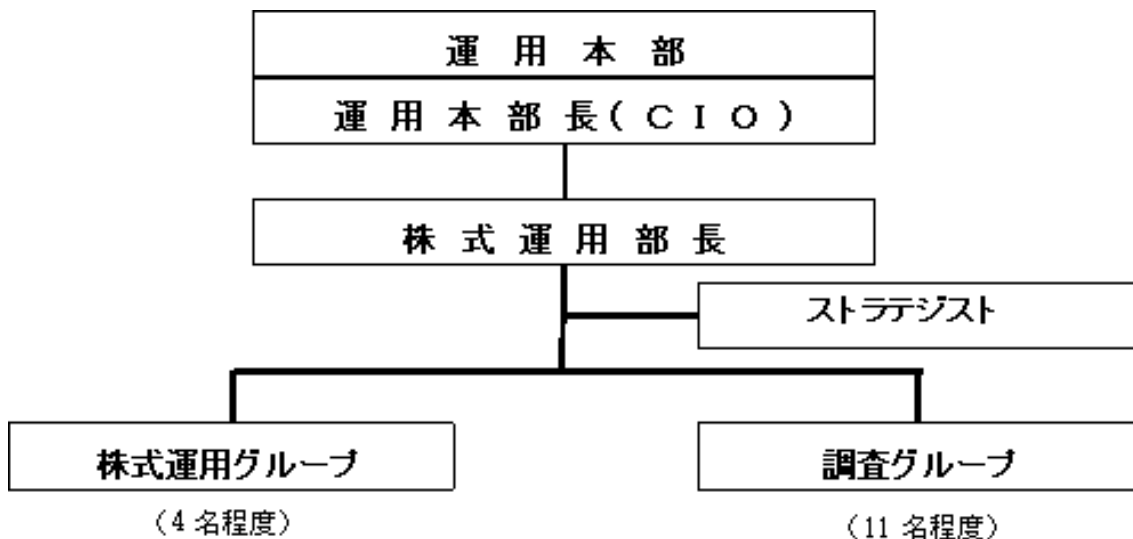 運 用 本 部
運 用 本 部 長 ( Ｃ Ｉ Ｏ )
株 式 運 用 部 長
ストラテジスト
株式運用グループ
調査グループ
（4 名程度）
（11 名程度）